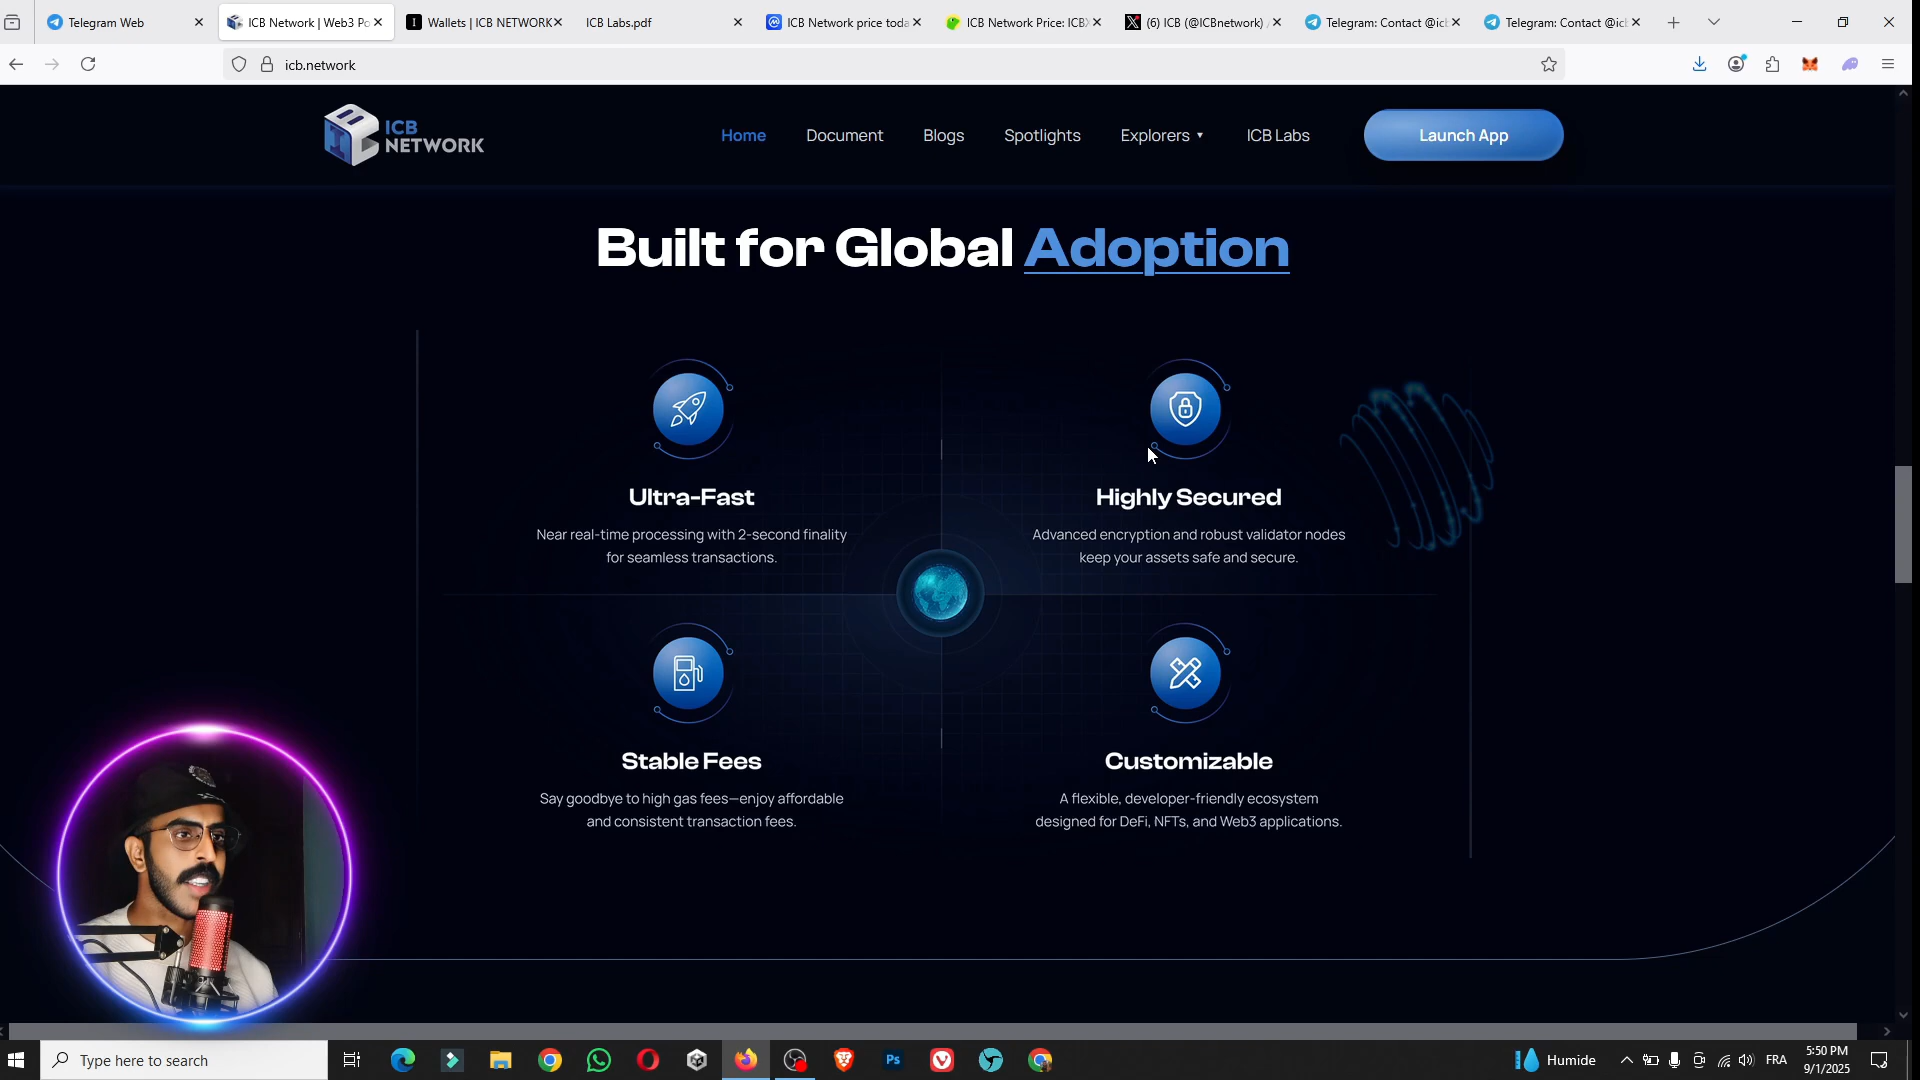 Telegram Web
ICB Network | Web3 Po
Wallets | ICB NETWORK
ICB Labs.pdf
ICB Network price toda
ICB Network Price: ICBX
(6) ICB (@ICBnetwork) /
Telegram: Contact @icb
Telegram: Contact @icb
icb.network
ICB
NETWORK
Home
Document
Blogs
Spotlights
Explorers
ICB Labs
Launch App
Built for Global Adoption
Ultra-Fast
Near real-time processing with 2-second finality
for seamless transactions.
Highly Secured
Advanced encryption and robust validator nodes
keep your assets safe and secure.
Stable Fees
Say goodbye to high gas fees—enjoy affordable
and consistent transaction fees.
Customizable
A flexible, developer-friendly ecosystem
designed for DeFi, NFTs, and Web3 applications.
Type here to search
Ps
Humide
FRA
5:50 PM
9/1/2025